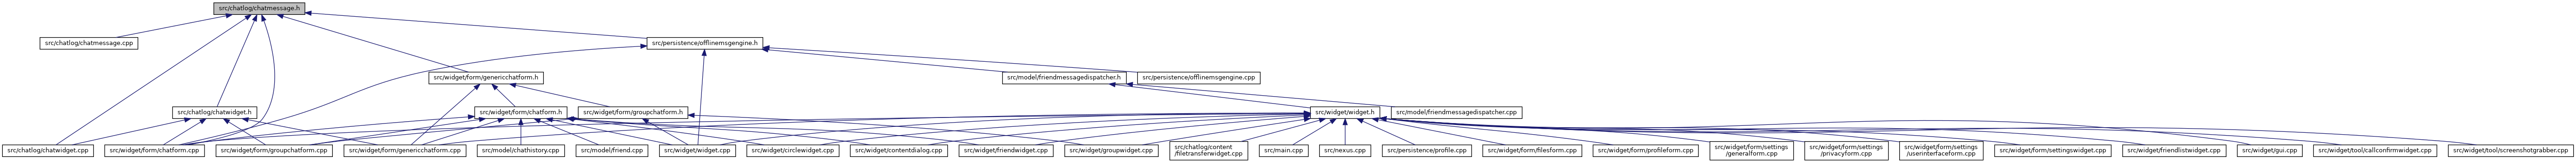 src/chatlog/chatmessage.h
src/chatlog/chatmessage.cpp
src/persistence/offlinemsgengine.h
src/widget/form/genericchatform.h
src/model/friendmessagedispatcher.h
src/persistence/offlinemsgengine.cpp
src/chatlog/chatwidget.h
src/widget/form/chatform.h
src/widget/form/groupchatform.h
src/widget/widget.h
src/model/friendmessagedispatcher.cpp
src/chatlog/chatwidget.cpp
src/widget/form/chatform.cpp
src/widget/form/groupchatform.cpp
src/widget/form/genericchatform.cpp
src/model/chathistory.cpp
src/model/friend.cpp
src/widget/widget.cpp
src/widget/circlewidget.cpp
src/widget/contentdialog.cpp
src/widget/friendwidget.cpp
src/widget/groupwidget.cpp
src/chatlog/content
/filetransferwidget.cpp
src/main.cpp
src/nexus.cpp
src/persistence/profile.cpp
src/widget/form/filesform.cpp
src/widget/form/profileform.cpp
src/widget/form/settings
/generalform.cpp
src/widget/form/settings
/privacyform.cpp
src/widget/form/settings
/userinterfaceform.cpp
src/widget/form/settingswidget.cpp
src/widget/friendlistwidget.cpp
src/widget/gui.cpp
src/widget/tool/callconfirmwidget.cpp
src/widget/tool/screenshotgrabber.cpp